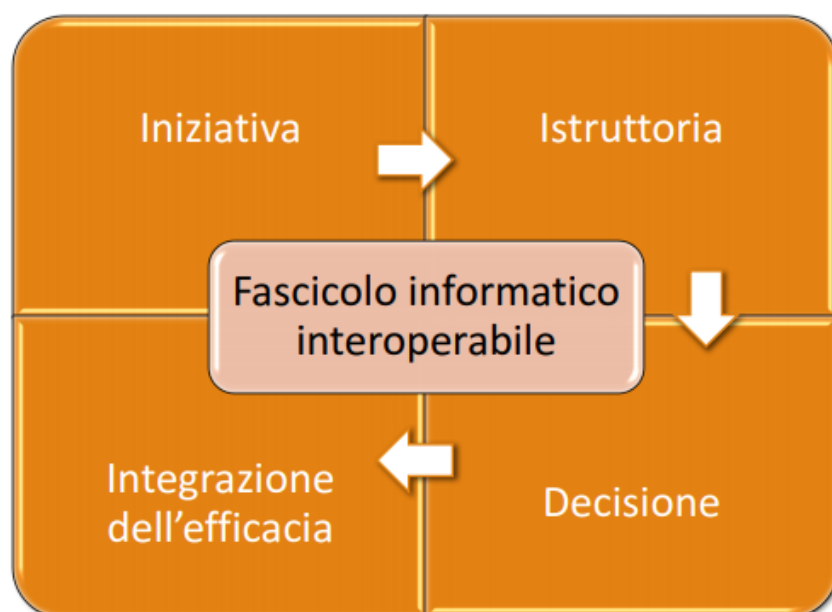 Iniziativa
Istruttoria
Fascicolo informatico
interoperabile
Integrazione
dell’efficacia
Decisione